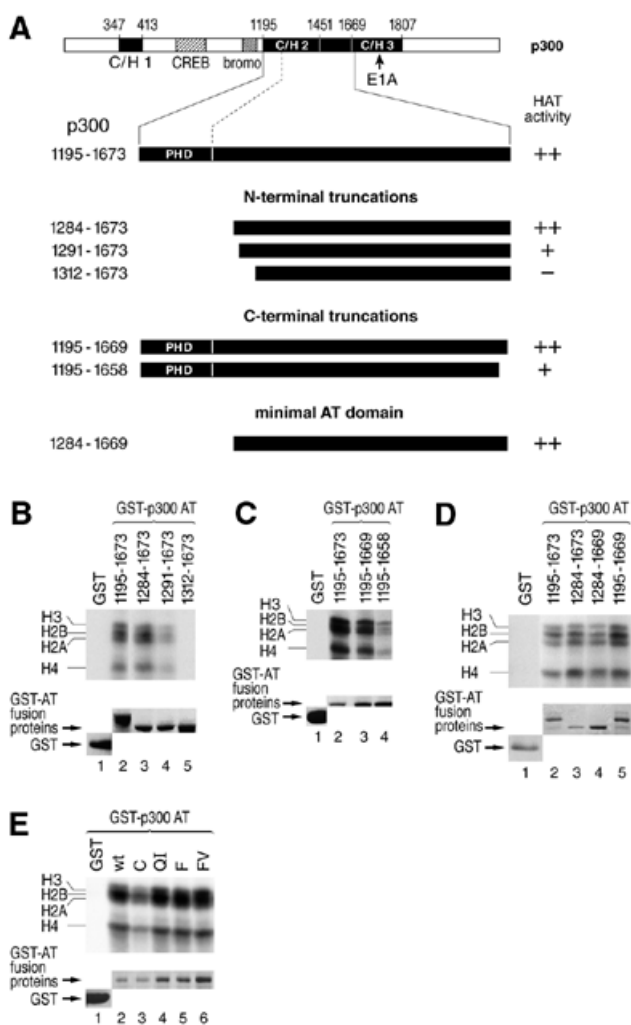 A
347 413 1195 1451 1669 1807
C/H 2 C/H 3 p300
C/H 1 CREB bromo E1A
HAT activity
p300
1195-1673 PHD ++
N-terminal truncations
1284-1673 ++
1291-1673 +
1312-1673 −
C-terminal truncations
1195-1669 PHD ++
1195-1658 PHD +
minimal AT domain
1284-1669 ++
B
GST-p300 AT
GST 1195-1673 1284-1673 1291-1673 1312-1673
H3
H2B
H2A
H4
GST-AT
fusion
proteins
GST
1 2 3 4 5
C
GST-p300 AT
GST 1195-1673 1195-1669 1195-1658
H3
H2B
H2A
H4
GST-AT
fusion
proteins
GST
1 2 3 4
D
GST-p300 AT
GST 1195-1673 1284-1673 1284-1669 1195-1669
H3
H2B
H2A
H4
GST-AT
fusion
proteins
GST
1 2 3 4 5
E
GST-p300 AT
GST wt C QI F FV
H3
H2B
H2A
H4
GST-AT
fusion
proteins
GST
1 2 3 4 5 6